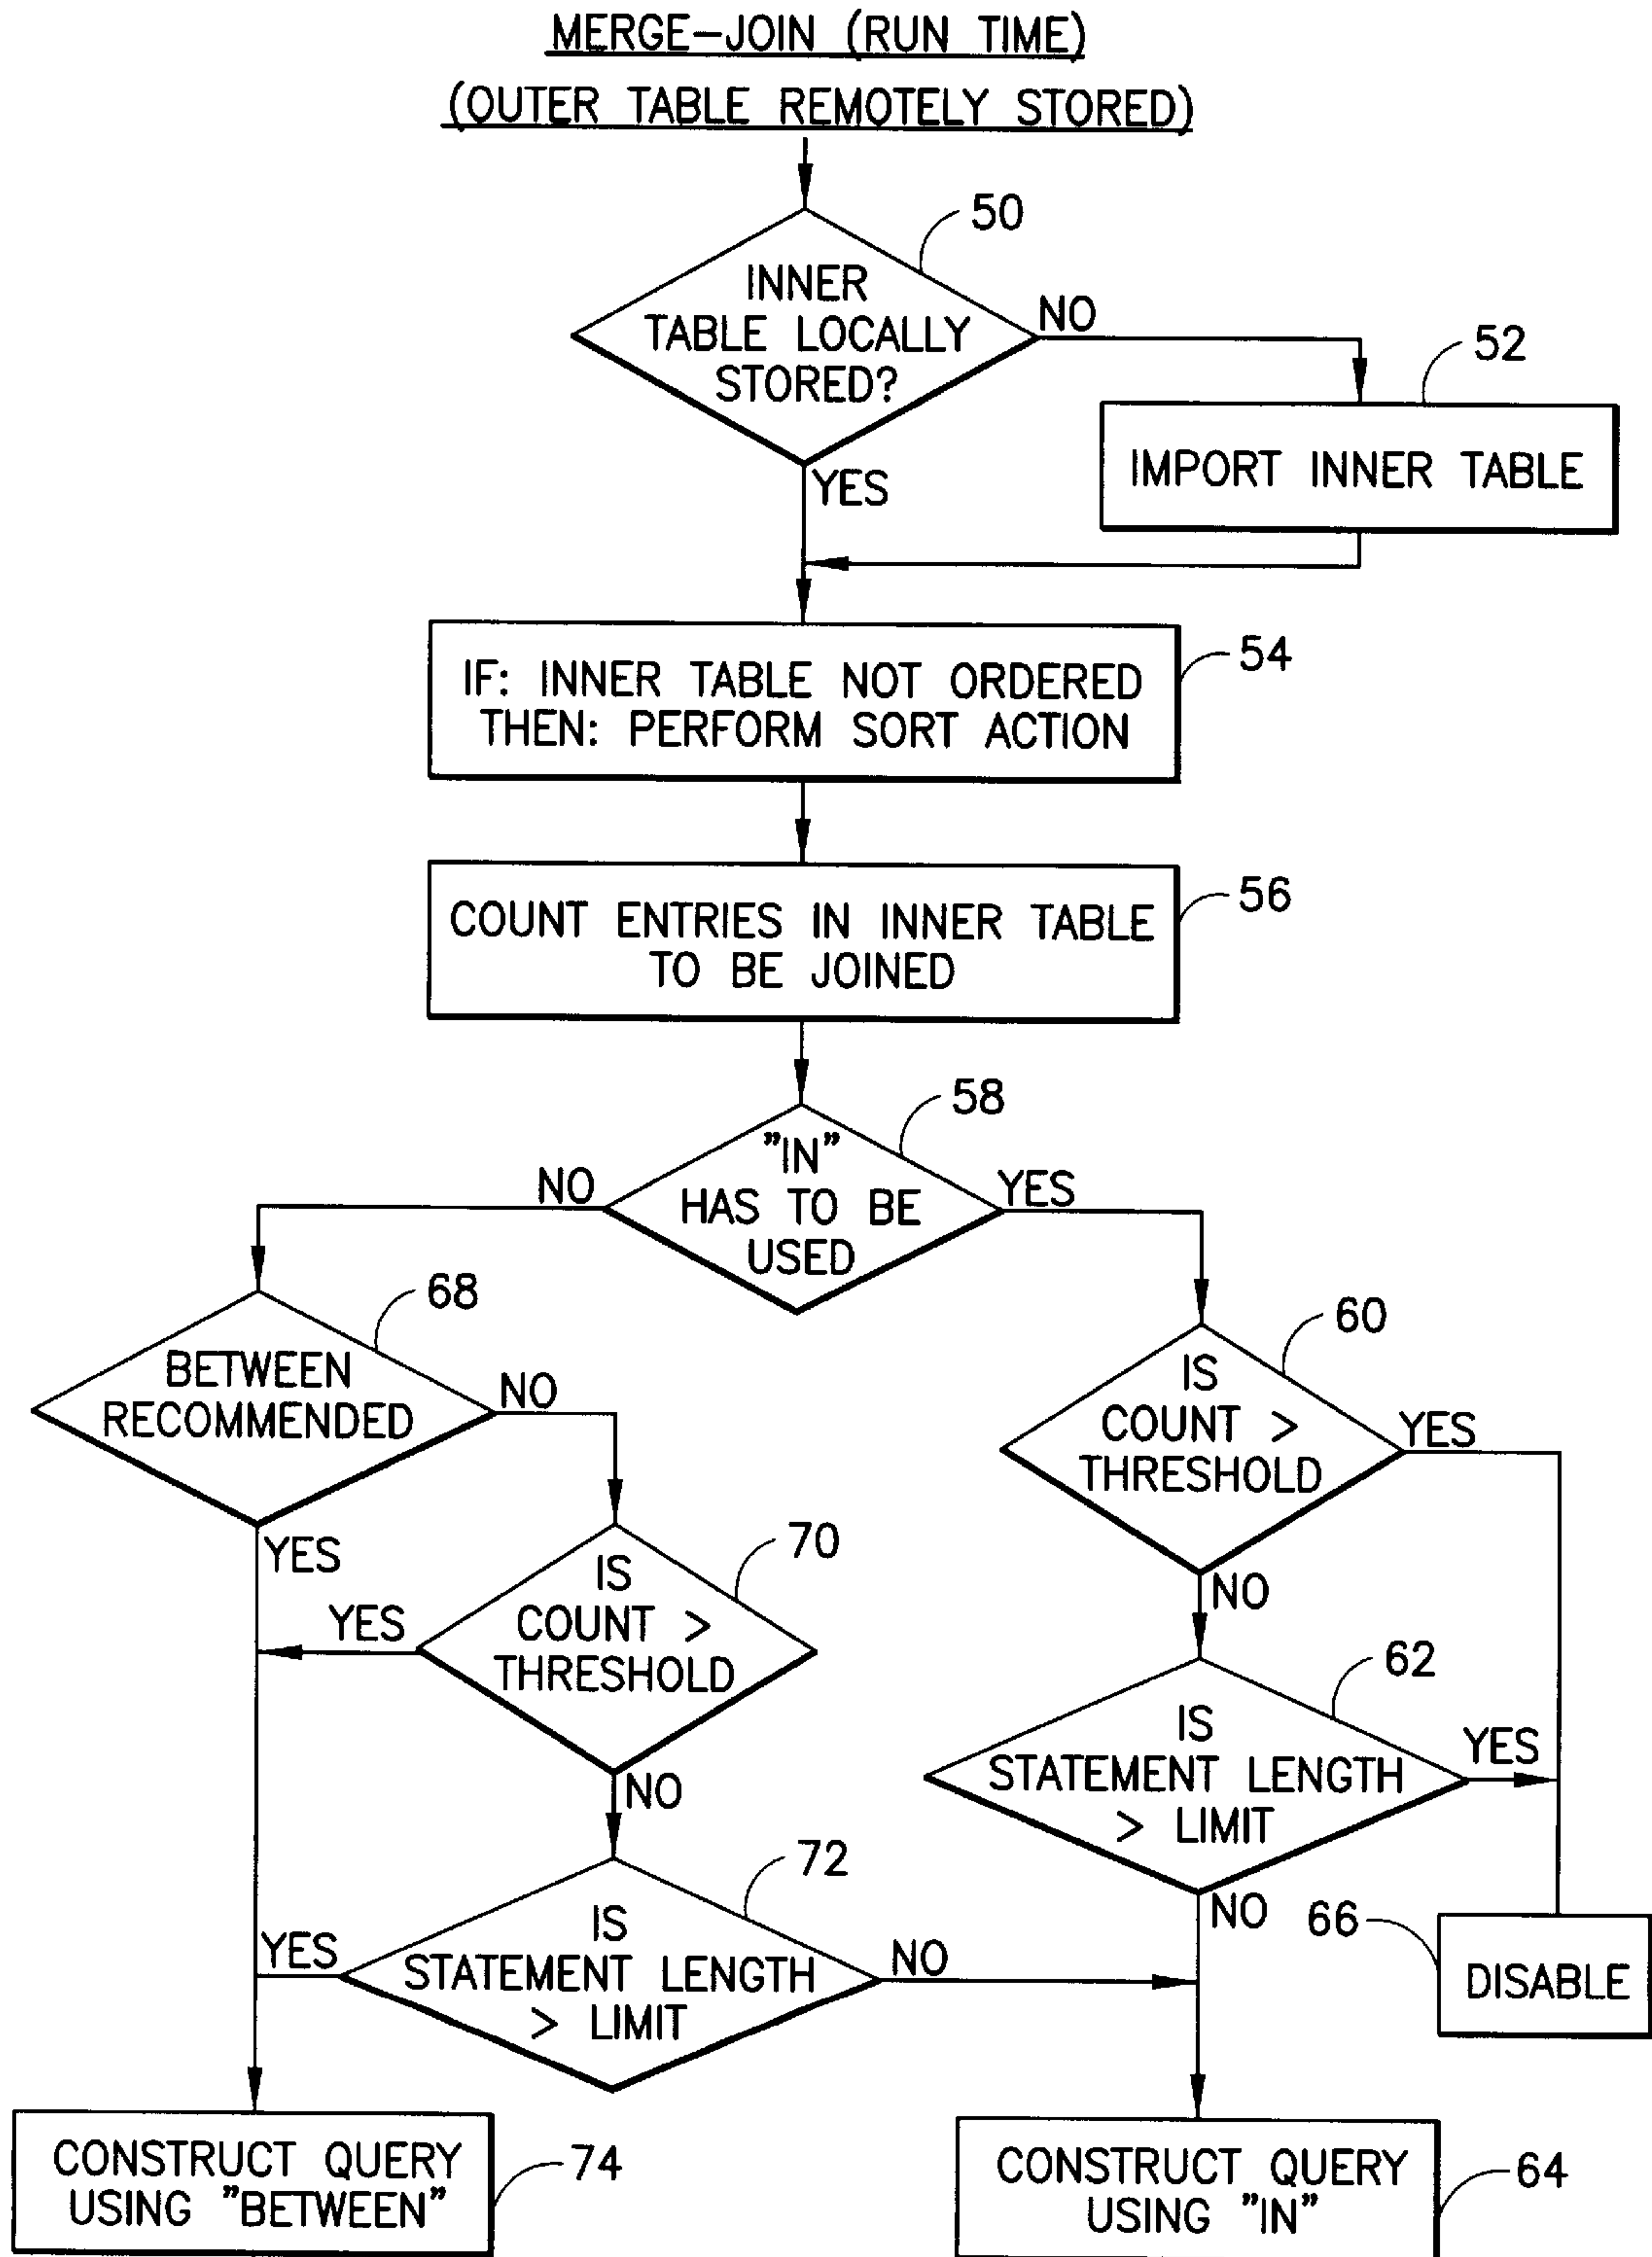 MERGE-JOIN (RUN TIME)
(OUTER TABLE REMOTELY STORED)
50
INNER
TABLE LOCALLY
STORED?
NO
52
IMPORT INNER TABLE
YES
54
IF: INNER TABLE NOT ORDERED
THEN: PERFORM SORT ACTION
56
COUNT ENTRIES IN INNER TABLE
TO BE JOINED
58
"IN"
HAS TO BE
USED
NO
YES
68
BETWEEN
RECOMMENDED
NO
YES
60
IS
COUNT >
THRESHOLD
YES
NO
70
IS
COUNT >
THRESHOLD
YES
NO
62
IS
STATEMENT LENGTH
> LIMIT
YES
NO
72
IS
STATEMENT LENGTH
> LIMIT
YES
NO
66
DISABLE
CONSTRUCT QUERY
USING "BETWEEN"
74
CONSTRUCT QUERY
USING "IN"
64